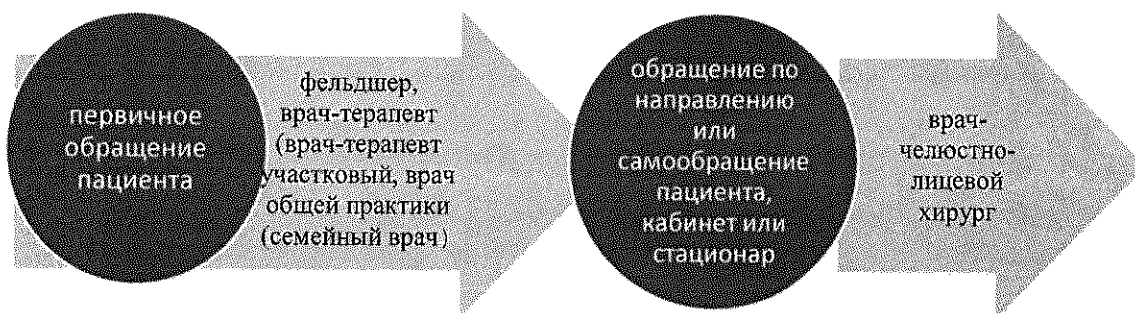 первичное
обращение
пациента
фельдшер,
врач-терапевт
(врач-терапевт
участковый, врач
общей практики
(семейный врач)
обращение по
направлению
или
самообращение
пациента,
кабинет или
стационар
врач-
челюстно-
лицевой
хирург